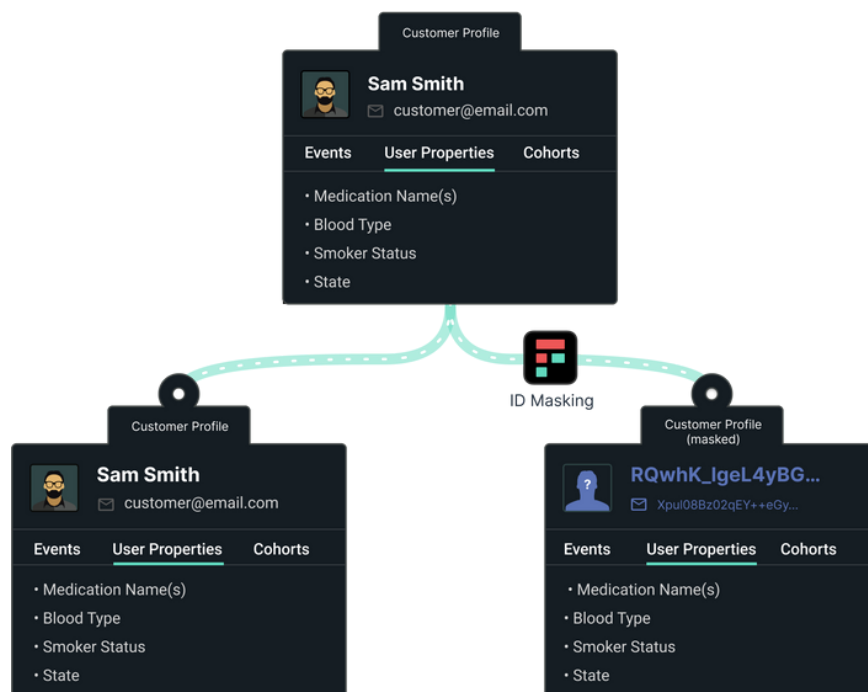 Customer Profile
Sam Smith
customer@email.com
Events User Properties Cohorts
• Medication Name(s)
• Blood Type
• Smoker Status
• State
ID Masking
Customer Profile
Sam Smith
customer@email.com
Events User Properties Cohorts
• Medication Name(s)
• Blood Type
• Smoker Status
• State
Customer Profile
(masked)
?
RQwhK_IgeL4yBG...
Xpul08Bz02qEY++eGy...
Events User Properties Cohorts
• Medication Name(s)
• Blood Type
• Smoker Status
• State